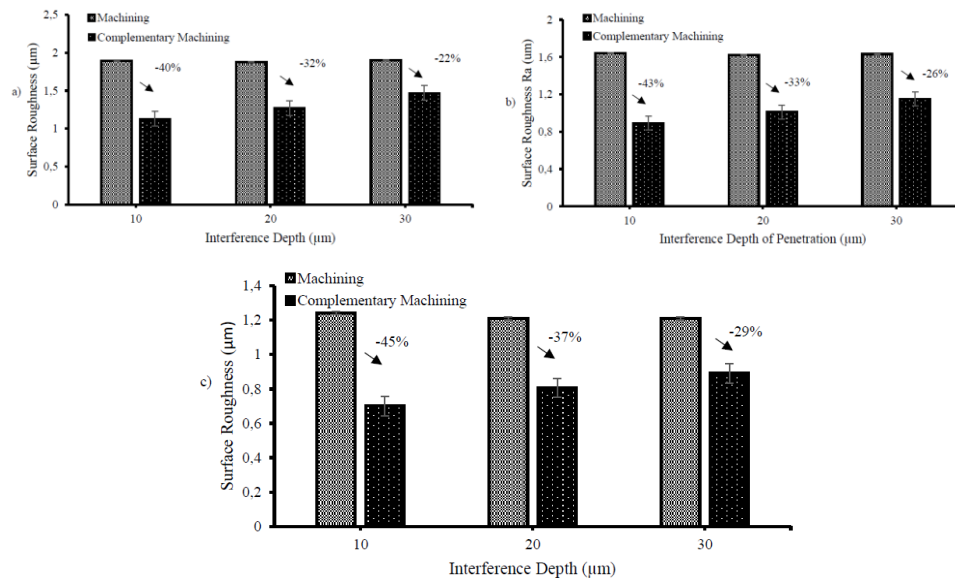 a)
Surface Roughness (µm)
2,5
2
1,5
1
0,5
0
Machining
Complementary Machining
-40%
-32%
-22%
10
20
30
Interference Depth (µm)
b)
Surface Roughness Ra (um)
2
1,6
1,2
0,8
0,4
0
Machining
Complementary Machining
-43%
-33%
-26%
10
20
30
Interference Depth of Penetration (µm)
c)
Surface Roughness (µm)
1,4
1,2
1
0,8
0,6
0,4
0,2
0
Machining
Complementary Machining
-45%
-37%
-29%
10
20
30
Interference Depth (µm)